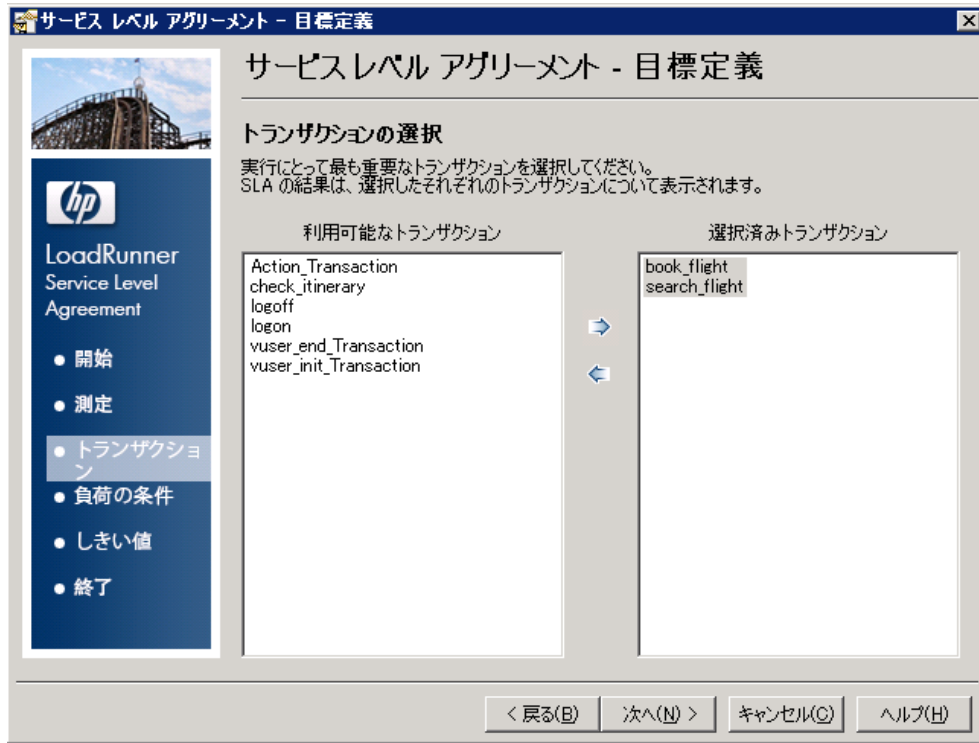 サービス レベル アグリーメント - 目標定義
サービスレベル アグリーメント - 目標定義
トランザクションの選択
実行にとって最も重要なトランザクションを選択してください。
SLA の結果は、選択したそれぞれのトランザクションについて表示されます。
hp
LoadRunner
Service Level
Agreement
● 開始
● 測定
● トランザクショ
ン
● 負荷の条件
● しきい値
● 終了
利用可能なトランザクション
Action_Transaction
check_itinerary
logoff
logon
vuser_end_Transaction
vuser_init_Transaction
選択済みトランザクション
book_flight
search_flight
< 戻る(B)
次へ(N) >
キャンセル(C)
ヘルプ(H)